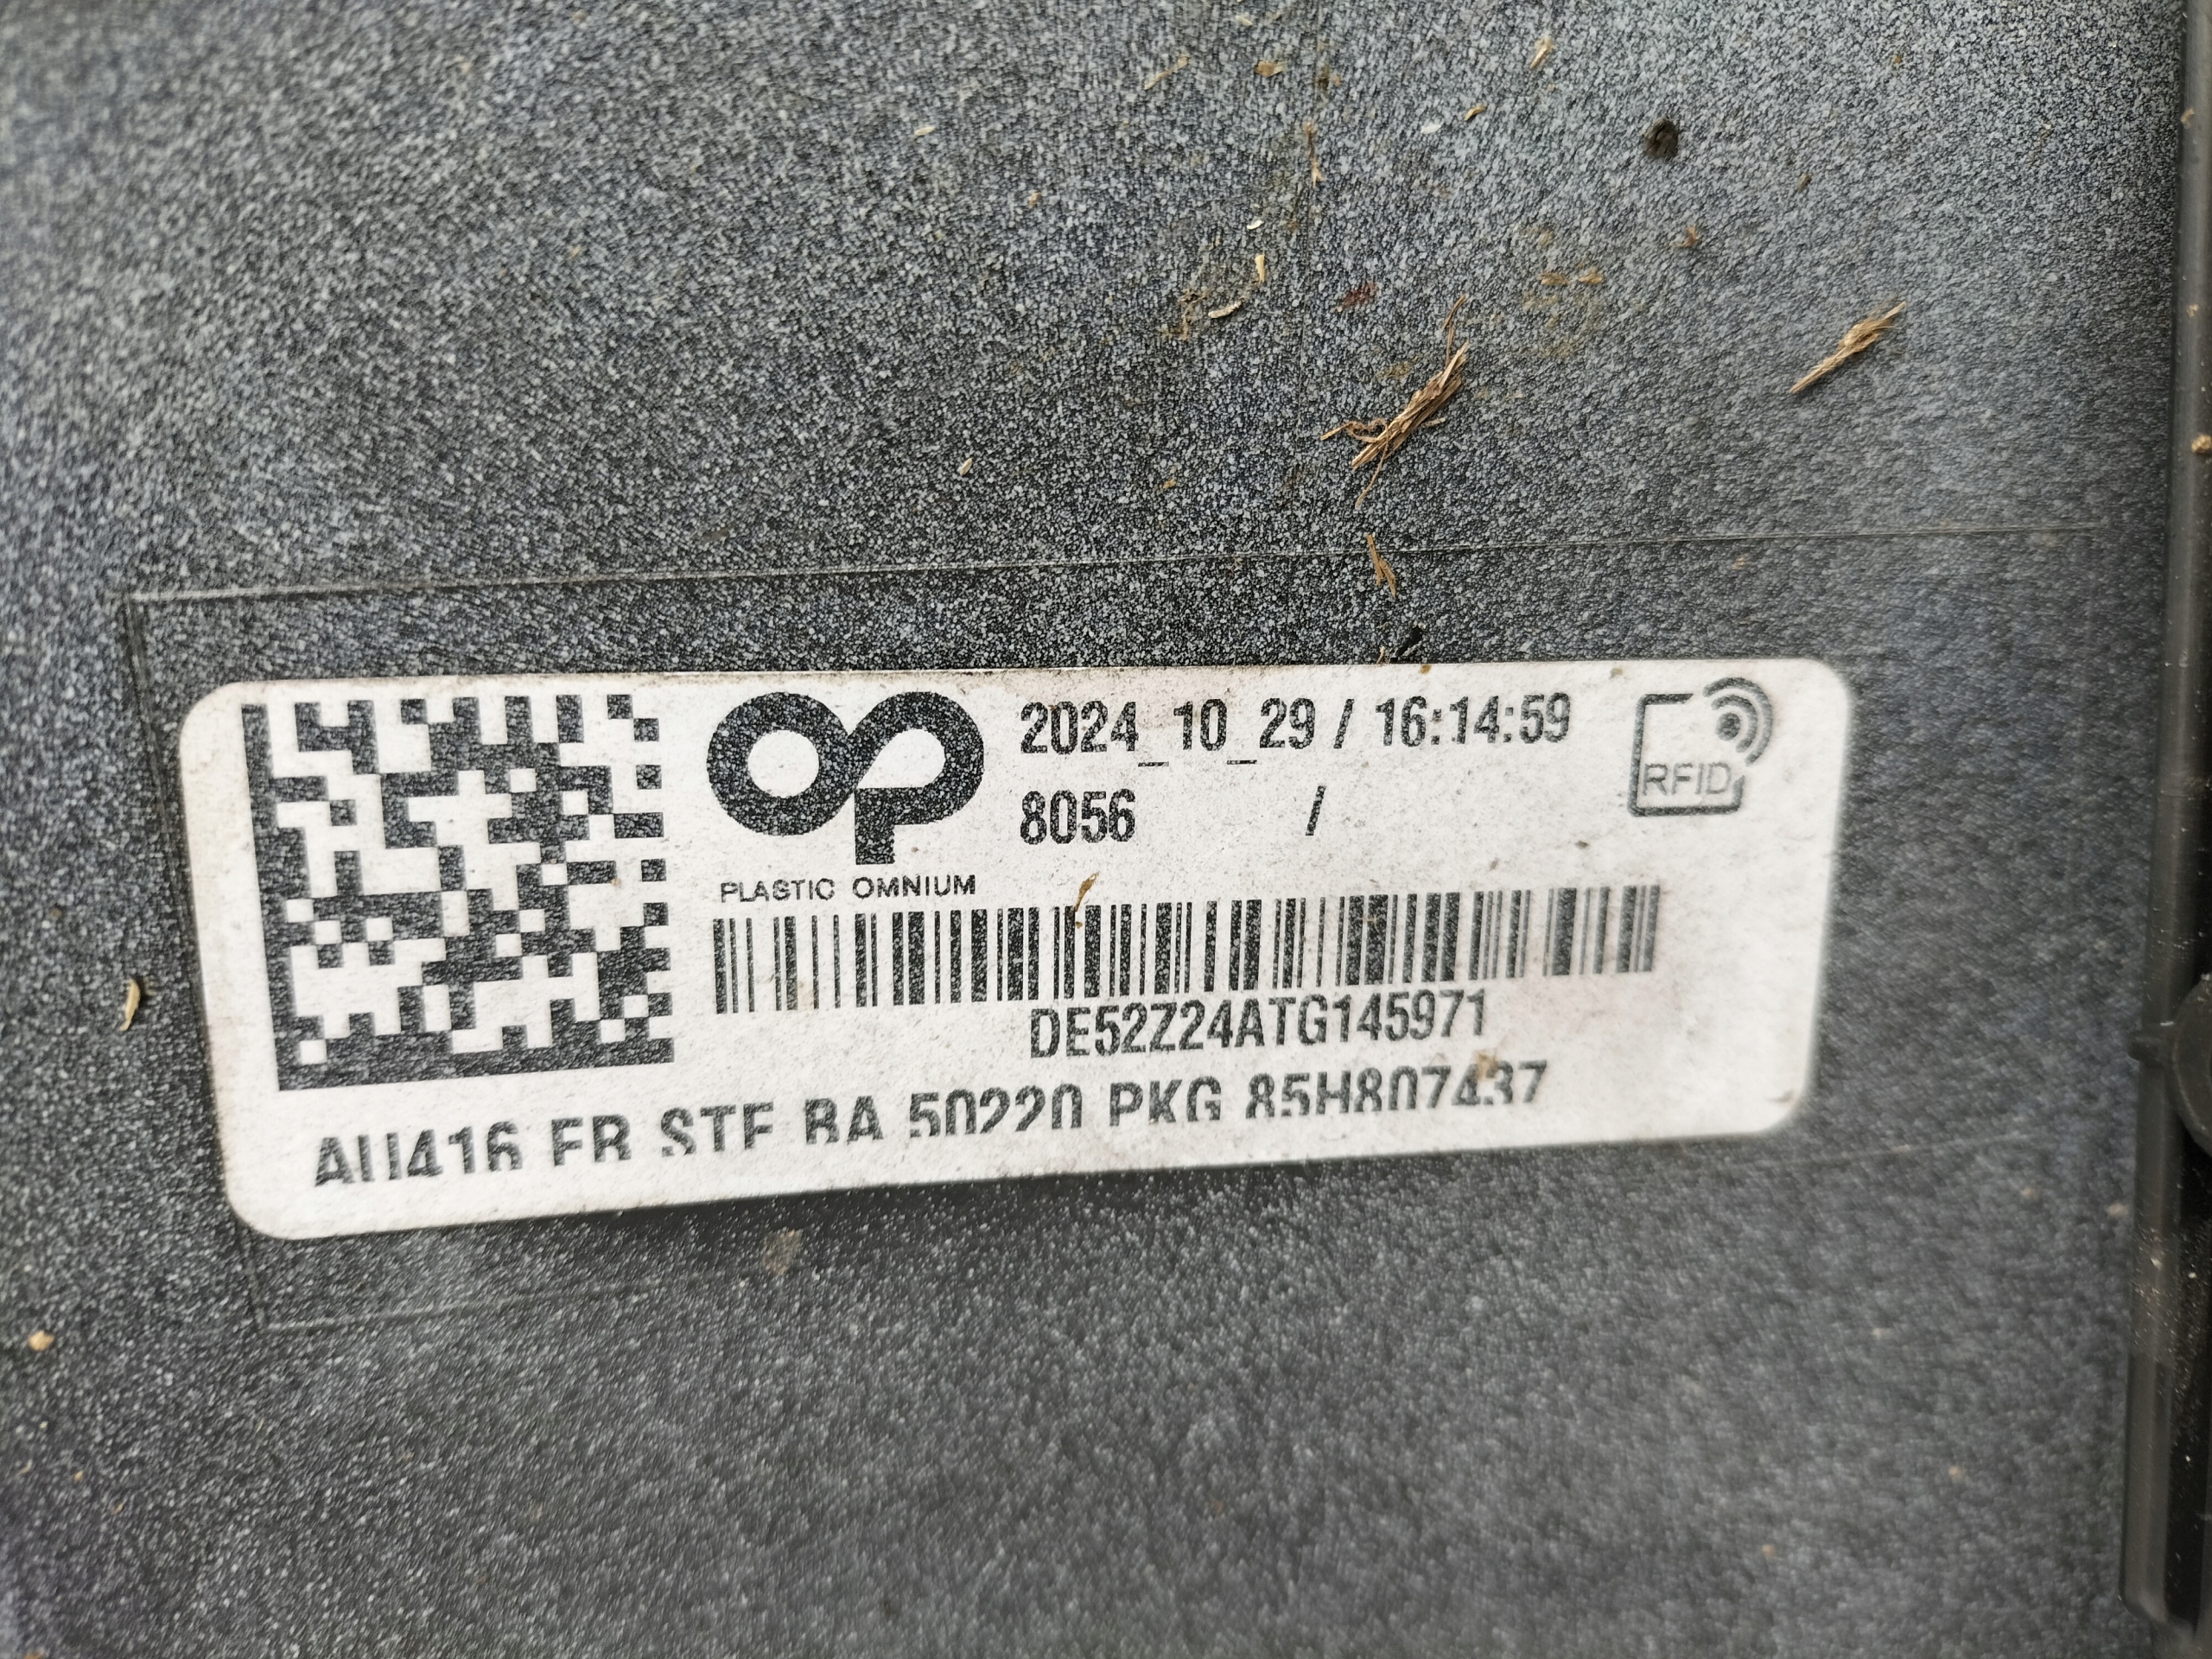 2024_10_29 / 16:14:59
8056 /
RFID
PLASTIC OMNIUM
DE52Z24ATG145971
AU416 FR STF BA 50220 PKG 85H807437